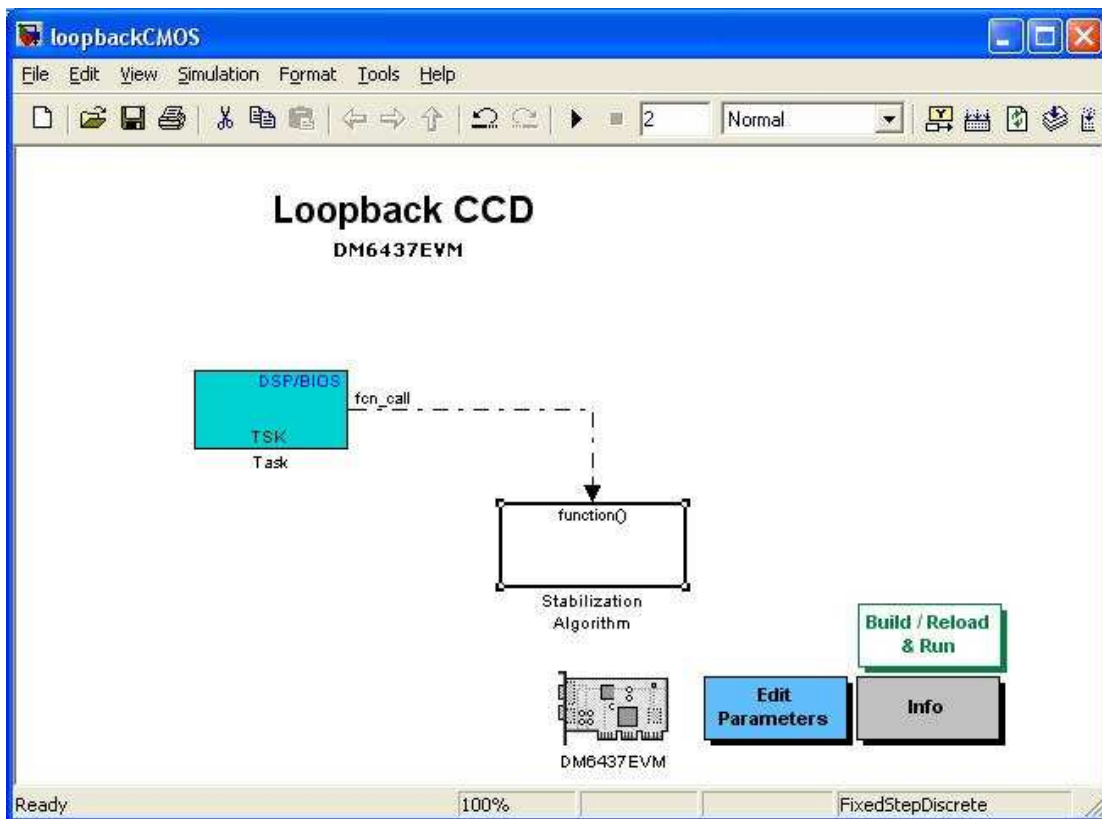 loopbackCMOS
File Edit View Simulation Format Tools Help
2 Normal
Loopback CCD
DM6437EVM
DSP/BIOS
TSK
Task
fcn_call
function()
Stabilization
Algorithm
Build / Reload
& Run
Edit
Parameters
Info
DM6437EVM
Ready 100% FixedStepDiscrete